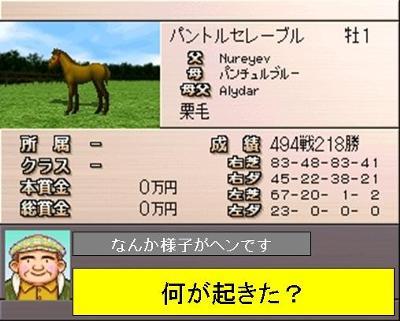 パントルセレーブル 牡1
父 Nureyev
母 パンチュルブルー
母父 Alydar
栗毛
所属 -
クラス -
本賞金 0万円
総賞金 0万円
成績 494戦218勝
右芝 83-48-83-41
右ダ 45-22-38-21
左芝 67-20- 1- 2
左ダ 23- 0- 0- 0
なんか様子がヘンです
何が起きた？